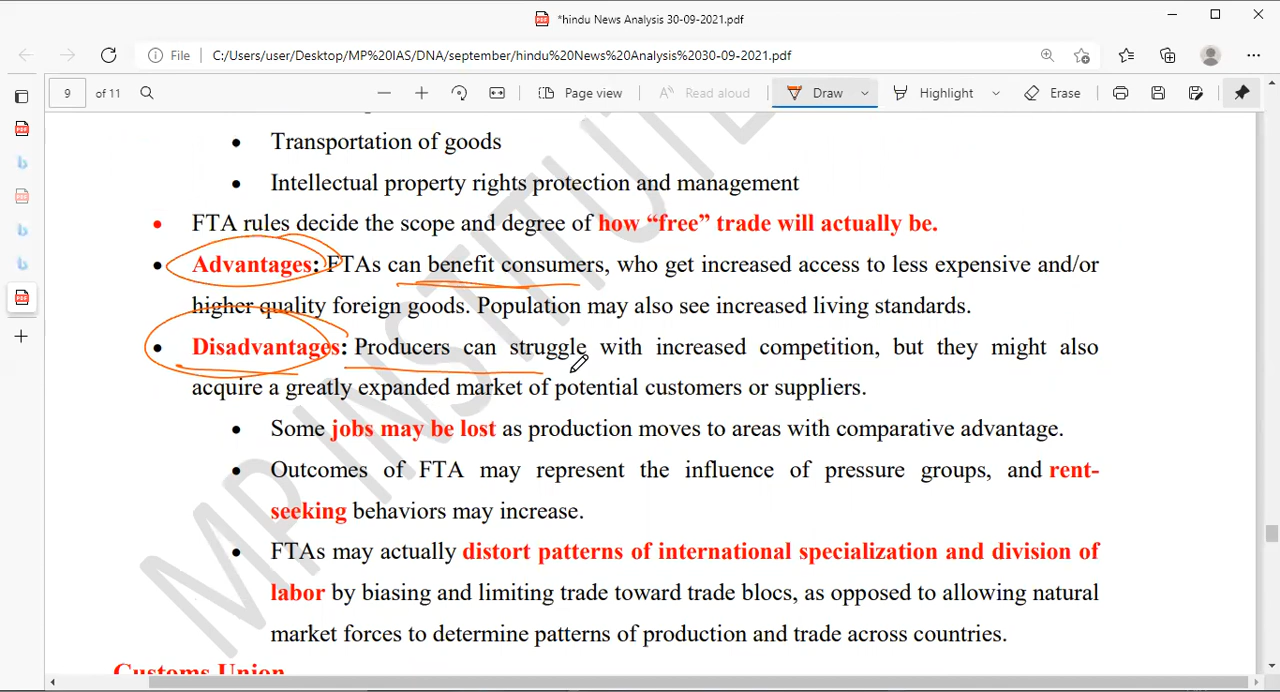 *hindu News Analysis 30-09-2021.pdf
File C:/Users/user/Desktop/MP%20IAS/DNA/september/hindu%20News%20Analysis%2030-09-2021.pdf
9 of 11 Page view Read aloud Draw Highlight Erase
• Transportation of goods
• Intellectual property rights protection and management
• FTA rules decide the scope and degree of how “free” trade will actually be.
• Advantages: FTAs can benefit consumers, who get increased access to less expensive and/or
higher quality foreign goods. Population may also see increased living standards.
• Disadvantages: Producers can struggle with increased competition, but they might also
acquire a greatly expanded market of potential customers or suppliers.
• Some jobs may be lost as production moves to areas with comparative advantage.
• Outcomes of FTA may represent the influence of pressure groups, and rent-
seeking behaviors may increase.
• FTAs may actually distort patterns of international specialization and division of
labor by biasing and limiting trade toward trade blocs, as opposed to allowing natural
market forces to determine patterns of production and trade across countries.
Customs Union
MP INSTITUTE